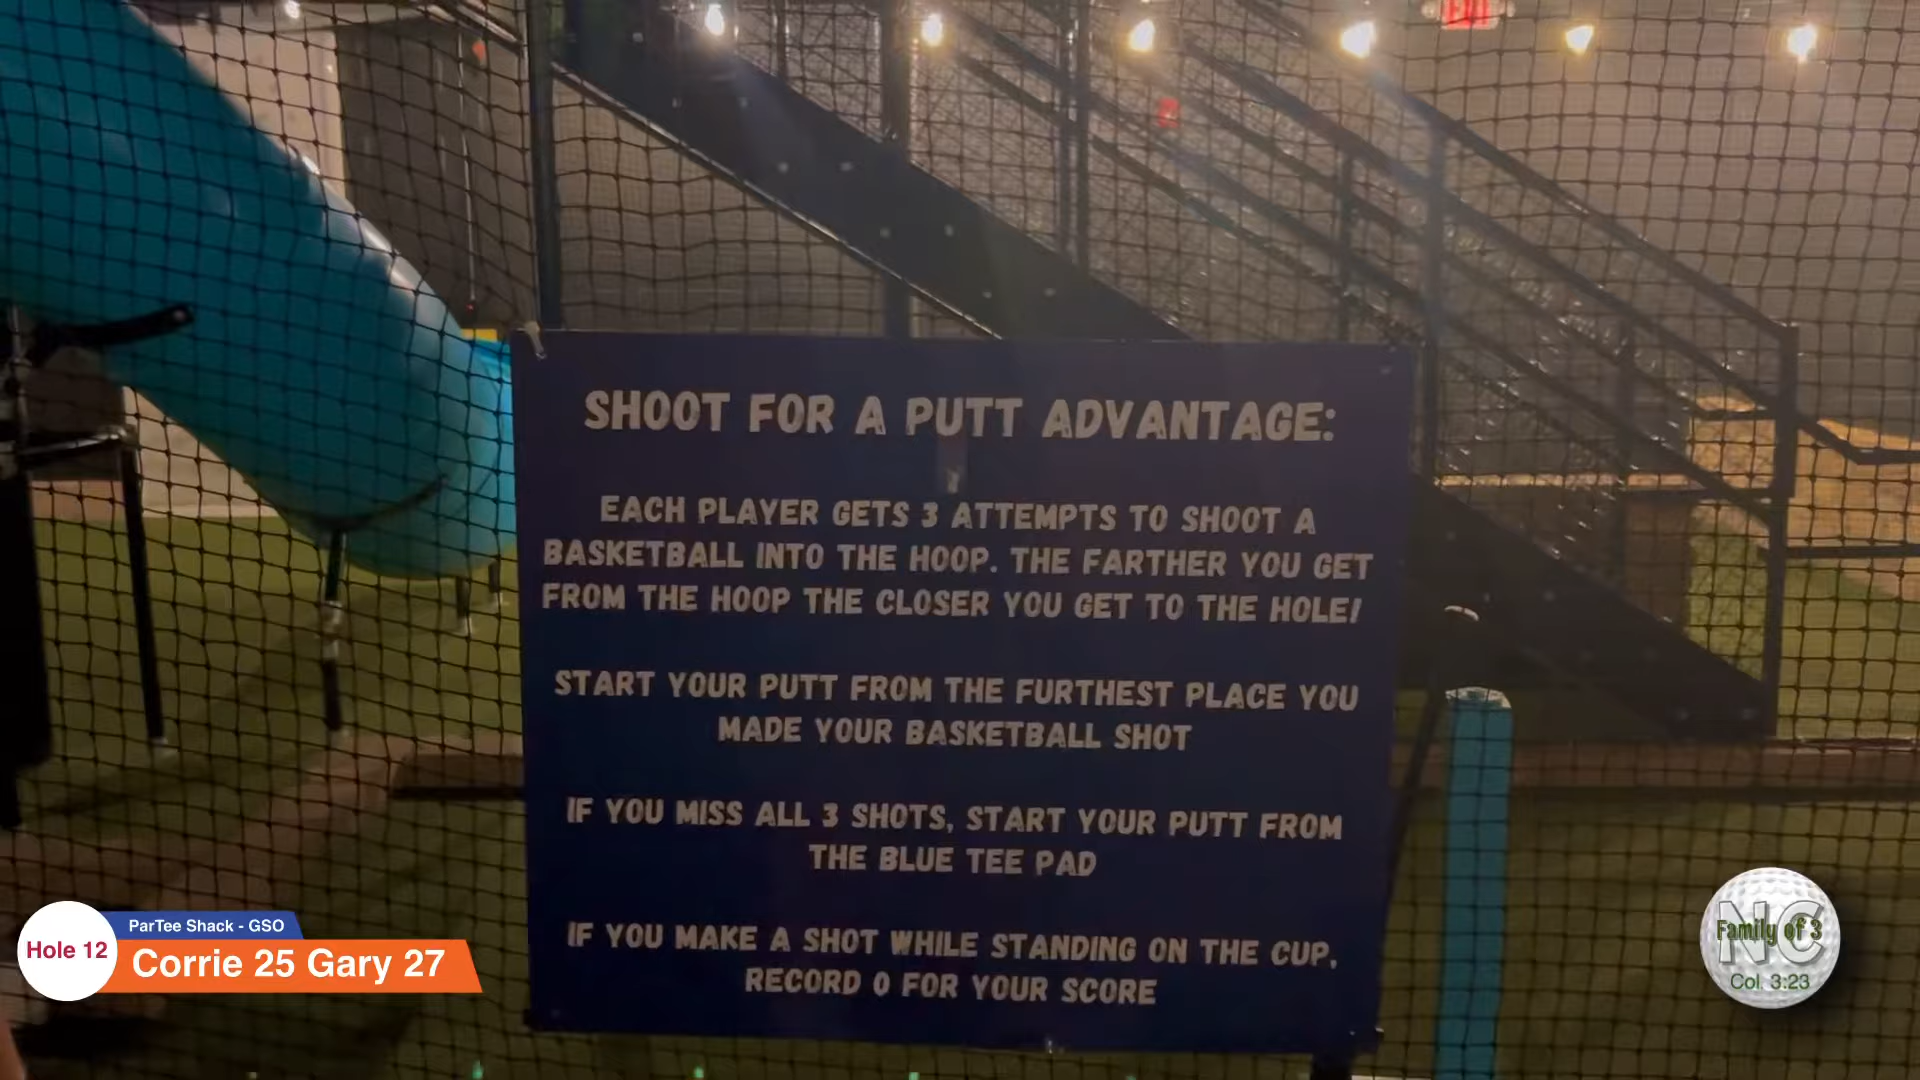 EXIT
SHOOT FOR A PUTT ADVANTAGE:
EACH PLAYER GETS 3 ATTEMPTS TO SHOOT A
BASKETBALL INTO THE HOOP. THE FARTHER YOU GET
FROM THE HOOP THE CLOSER YOU GET TO THE HOLE!
START YOUR PUTT FROM THE FURTHEST PLACE YOU
MADE YOUR BASKETBALL SHOT
IF YOU MISS ALL 3 SHOTS, START YOUR PUTT FROM
THE BLUE TEE PAD
IF YOU MAKE A SHOT WHILE STANDING ON THE CUP,
RECORD 0 FOR YOUR SCORE
ParTee Shack - GSO
Hole 12
Corrie 25 Gary 27
NC
Family of 3
Col. 3:23